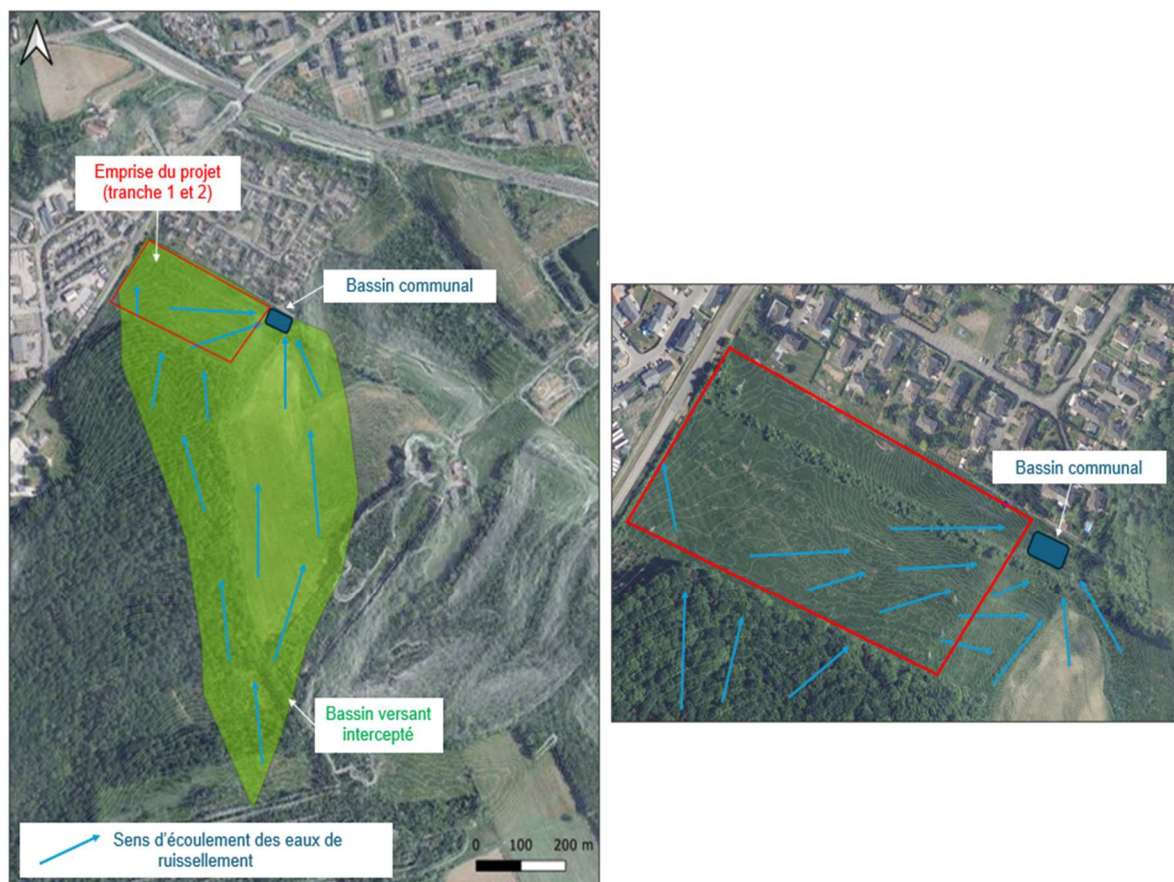 Emprise du projet
(tranche 1 et 2)
Bassin communal
Bassin versant
intercepté
Sens d'écoulement des eaux de
ruissellement
0 100 200 m
Bassin communal